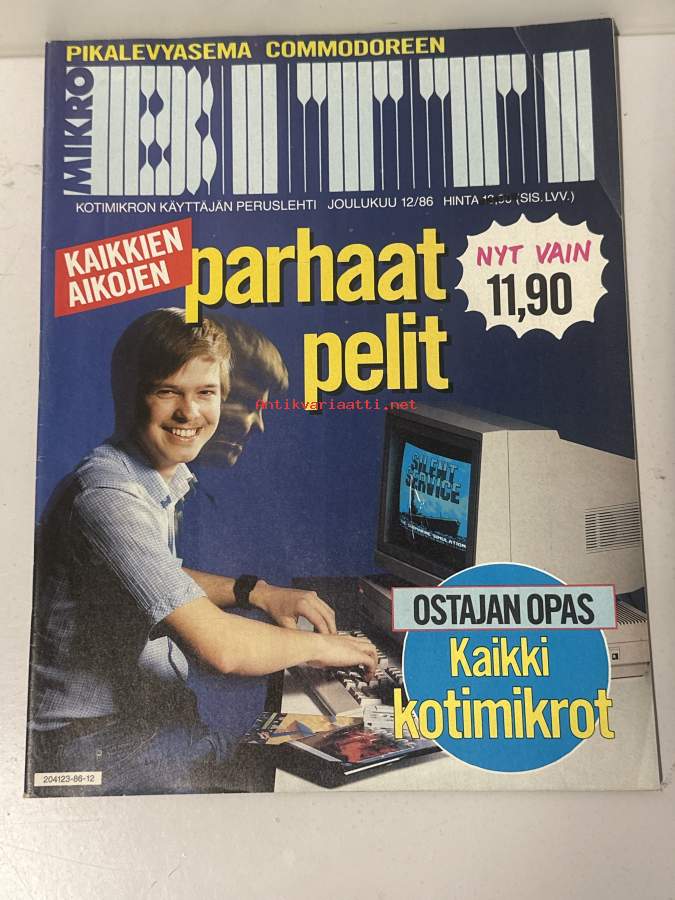 PIKALEVYASEMA COMMODOREEN
MIKRO
BITTI
KOTIMIKRON KÄYTTÄJÄN PERUSLEHTI JOULUKUU 12/86 HINTA (SIS.LVV.)
KAIKKIEN
AIKOJEN
parhaat
pelit
NYT VAIN
11,90
Antikvariaatti.net
SILENT
SERVICE
SIMULATION
OSTAJAN OPAS
Kaikki
kotimikrot
204123-86-12